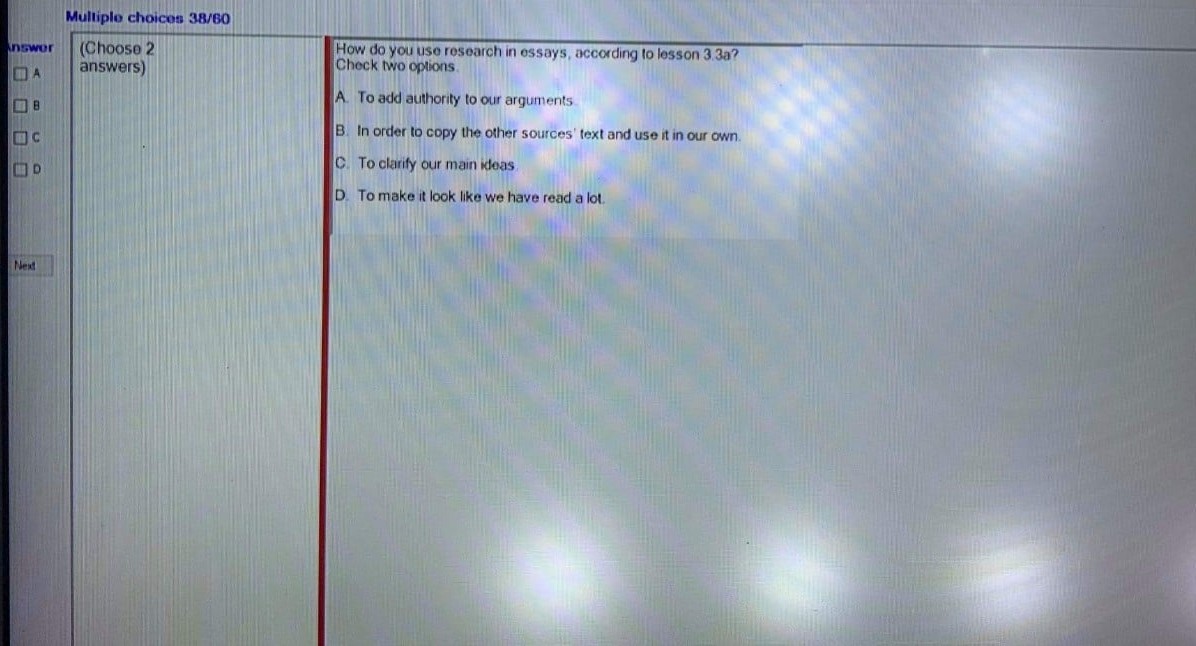 Multiple choices 38/60
Answer
(Choose 2
answers)
A
B
C
D
Next
How do you use research in essays, according to lesson 3.3a?
Check two options.
A. To add authority to our arguments.
B. In order to copy the other sources' text and use it in our own.
C. To clarify our main ideas.
D. To make it look like we have read a lot.